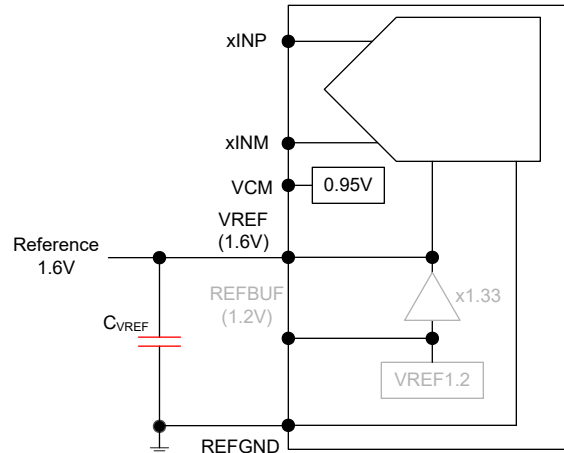 xINP
xINM
VCM
0.95V
VREF
(1.6V)
Reference
1.6V
REFBUF
(1.2V)
x1.33
CVREF
VREF1.2
REFGND